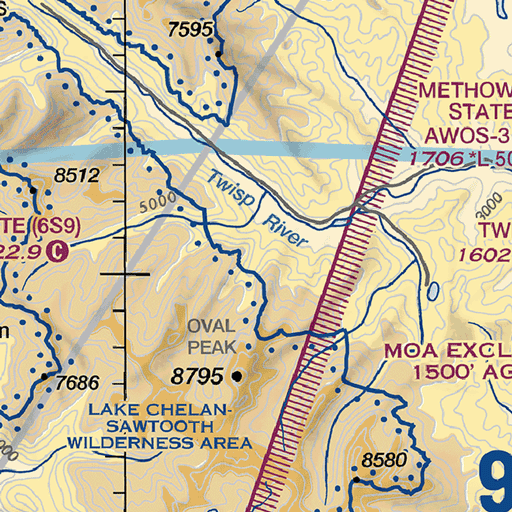 7595
METHOW
STATE
AWOS-3
1706 *L 50
8512
5000
Twisp River
3000
TE (6S9)
22.9 C
TW
1602
OVAL
PEAK
8795
MOA EXCL
1500' AG
7686
LAKE CHELAN-
SAWTOOTH
WILDERNESS AREA
8580
9